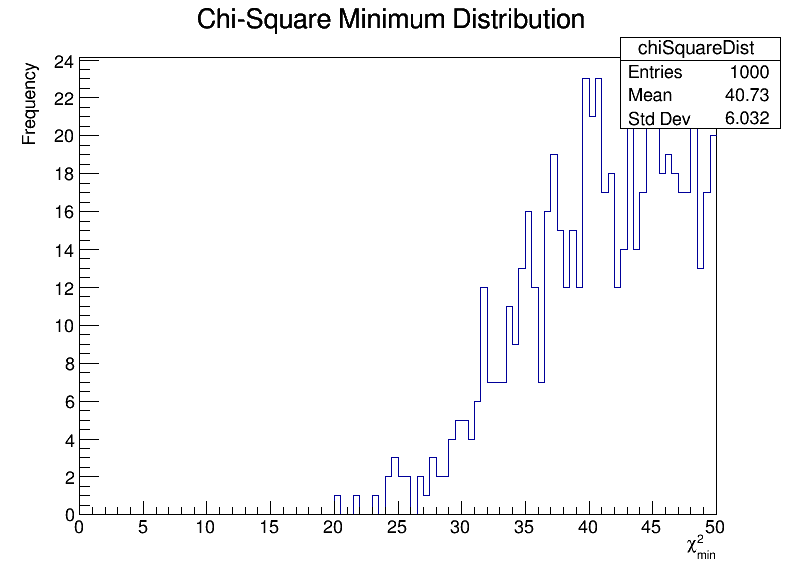 Chi-Square Minimum Distribution
chiSquareDist
Entries 1000
Mean 40.73
Std Dev 6.032
Frequency
24
22
20
18
16
14
12
10
8
6
4
2
0
0 5 10 15 20 25 30 35 40 45 50
χ²min